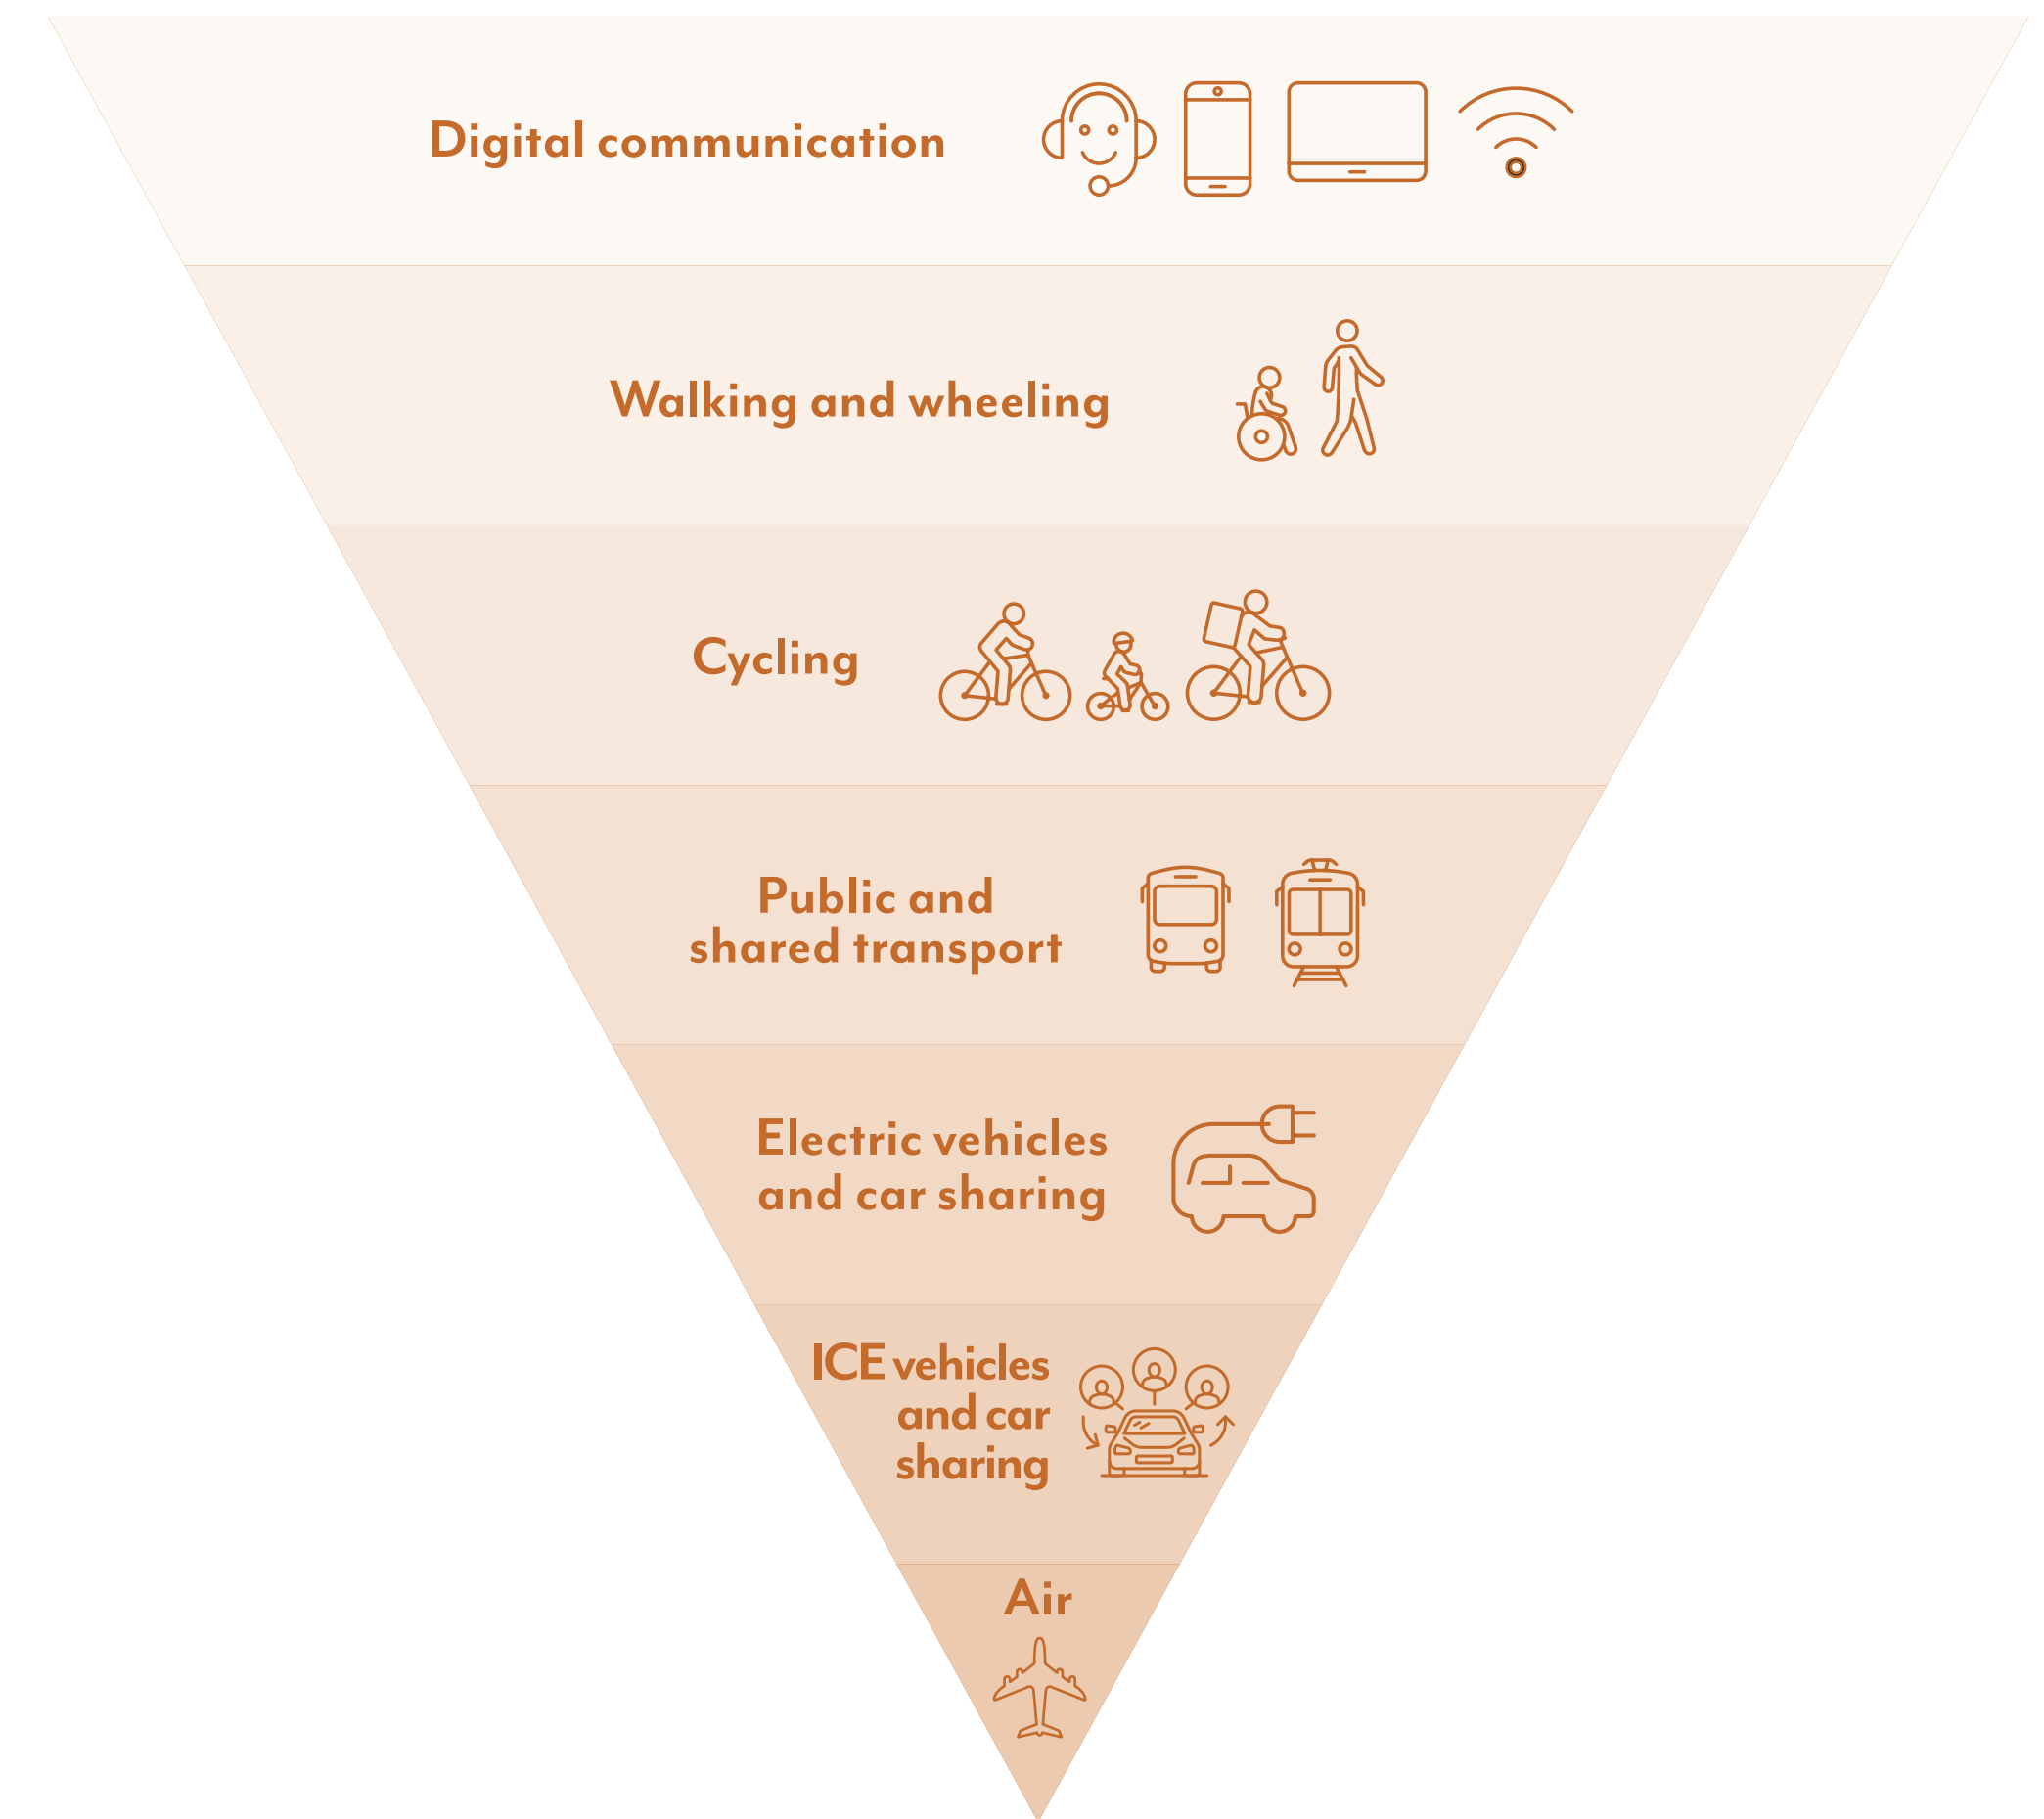 Digital communication
Walking and wheeling
Cycling
Public and
shared transport
Electric vehicles
and car sharing
ICE vehicles
and car
sharing
Air